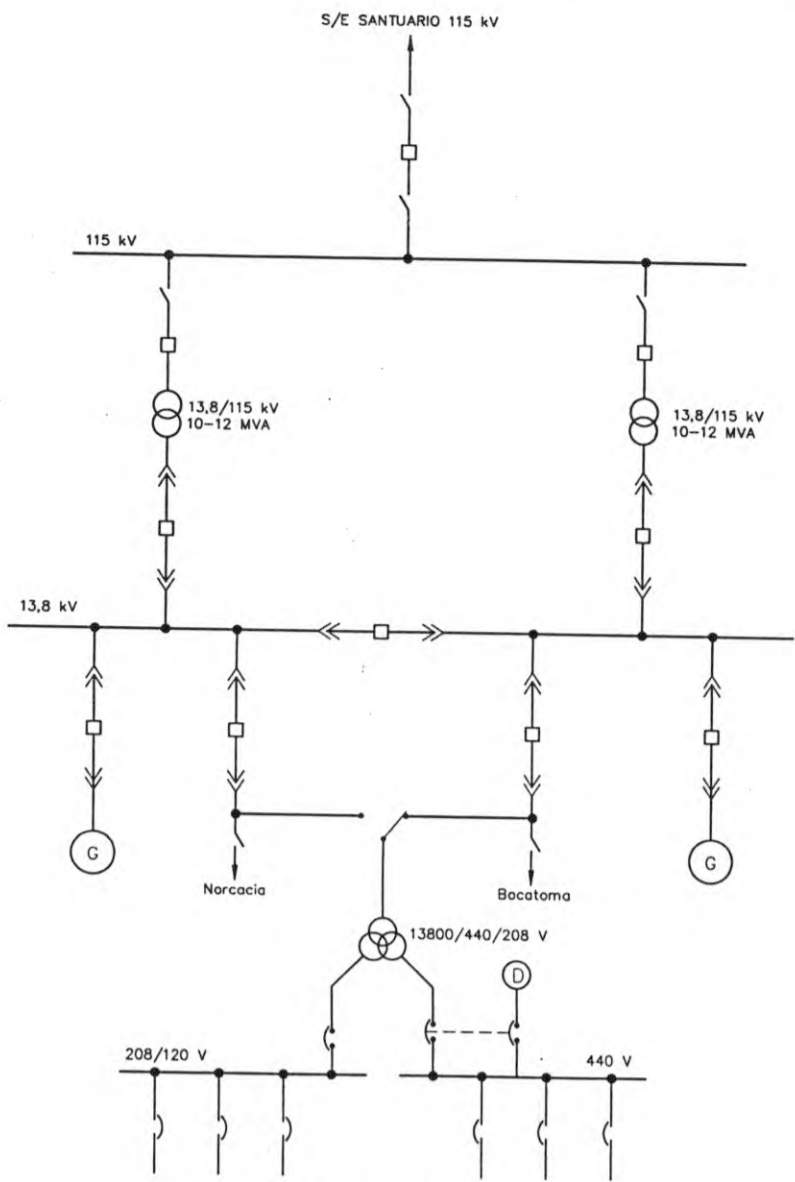 S/E SANTUARIO 115 kV
115 kV
13,8/115 kV
10-12 MVA
13,8/115 kV
10-12 MVA
13,8 kV
G
G
Norcacia
Bocatoma
13800/440/208 V
D
208/120 V
440 V